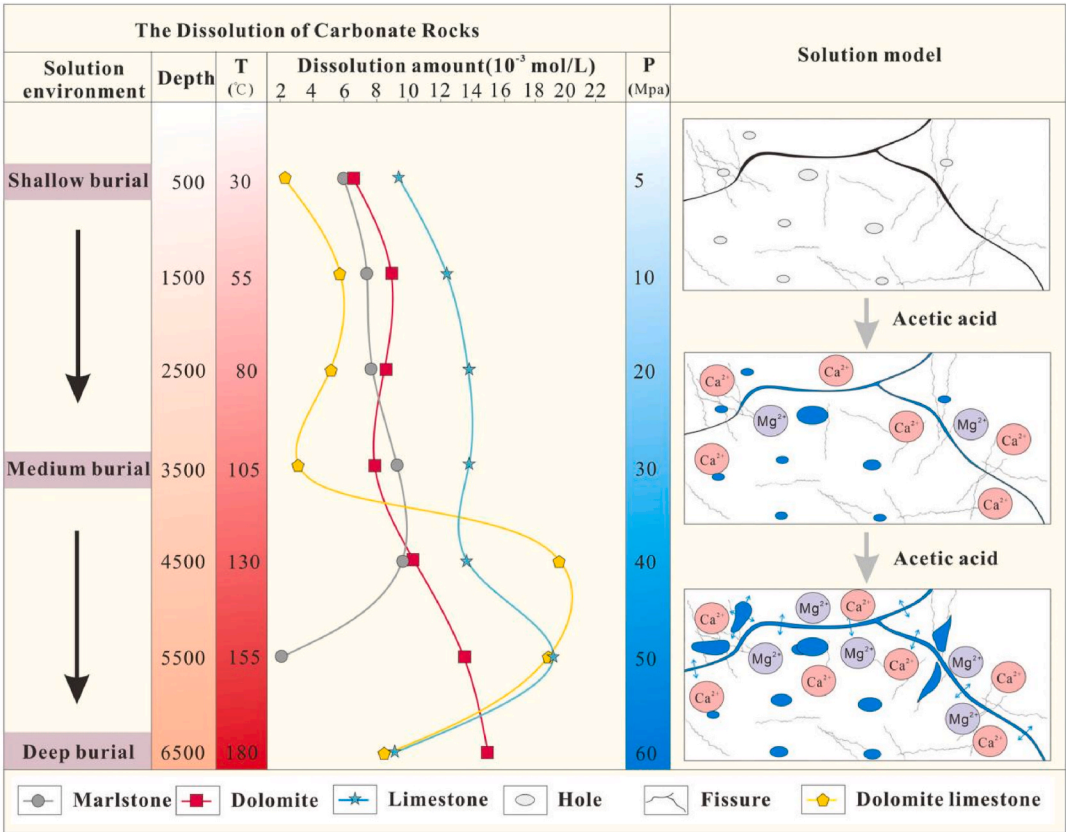 The Dissolution of Carbonate Rocks
Solution model
Solution
environment
Depth
T
(℃)
Dissolution amount(10⁻³ mol/L)
2 4 6 8 10 12 14 16 18 20 22
P
(Mpa)
Shallow burial 500 30 5
1500 55 10
2500 80 20
Medium burial 3500 105 30
4500 130 40
5500 155 50
Deep burial 6500 180 60
Acetic acid
Ca²⁺
Ca²⁺
Mg²⁺
Ca²⁺
Mg²⁺
Ca²⁺
Ca²⁺
Ca²⁺
Acetic acid
Ca²⁺
Mg²⁺
Ca²⁺
Mg²⁺
Mg²⁺
Ca²⁺
Mg²⁺
Ca²⁺
Ca²⁺
Ca²⁺
Mg²⁺
Ca²⁺
Marlstone Dolomite Limestone Hole Fissure Dolomite limestone